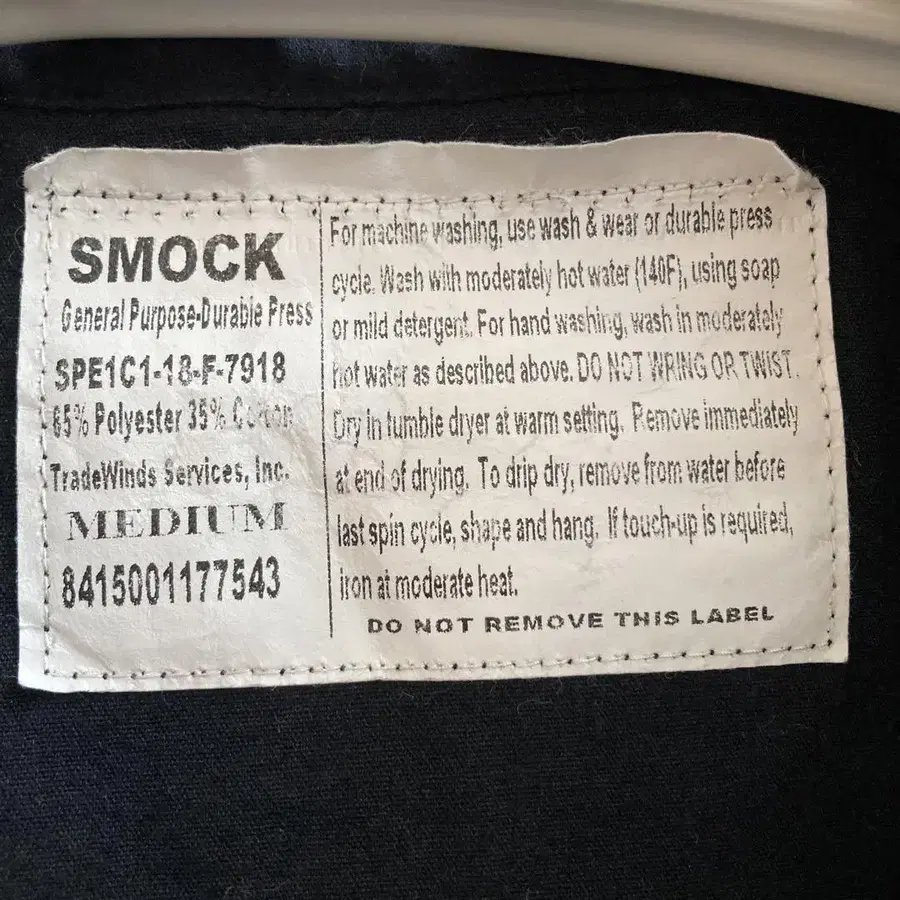 SMOCK
General Purpose-Durable Press
SPE1C1-18-F-7918
65% Polyester 35% Cotton
TradeWinds Services, Inc.
MEDIUM
8415001177543
For machine washing, use wash & wear or durable press
cycle. Wash with moderately hot water (140F), using soap
or mild detergent. For hand washing, wash in moderately
hot water as described above. DO NOT WRING OR TWIST.
Dry in tumble dryer at warm setting. Remove immediately
at end of drying. To drip dry, remove from water before
last spin cycle, shape and hang. If touch-up is required,
iron at moderate heat.
DO NOT REMOVE THIS LABEL